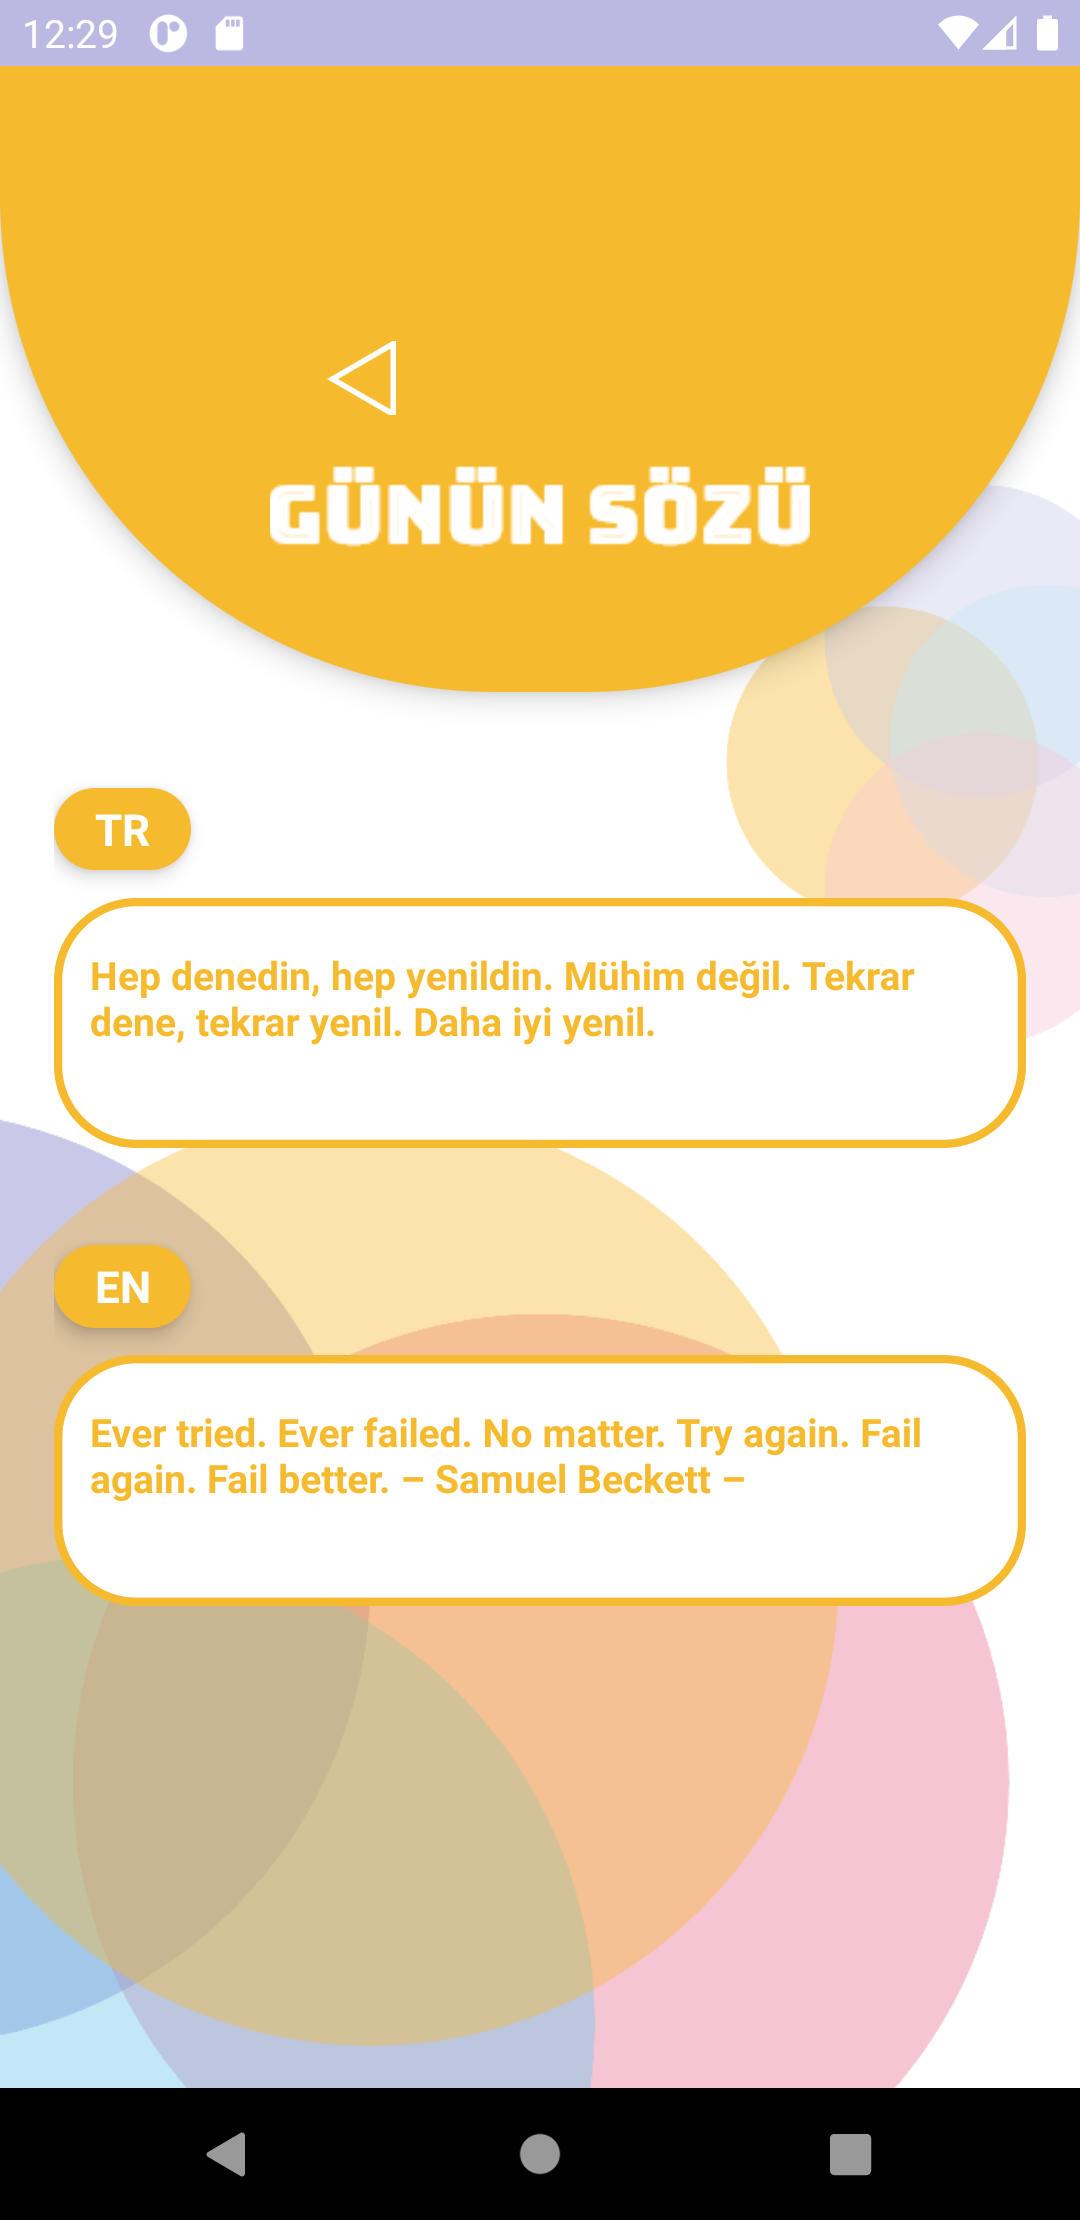 12:29
GÜNÜN SÖZÜ
TR
Hep denedin, hep yenildin. Mühim değil. Tekrar
dene, tekrar yenil. Daha iyi yenil.
EN
Ever tried. Ever failed. No matter. Try again. Fail
again. Fail better. – Samuel Beckett –